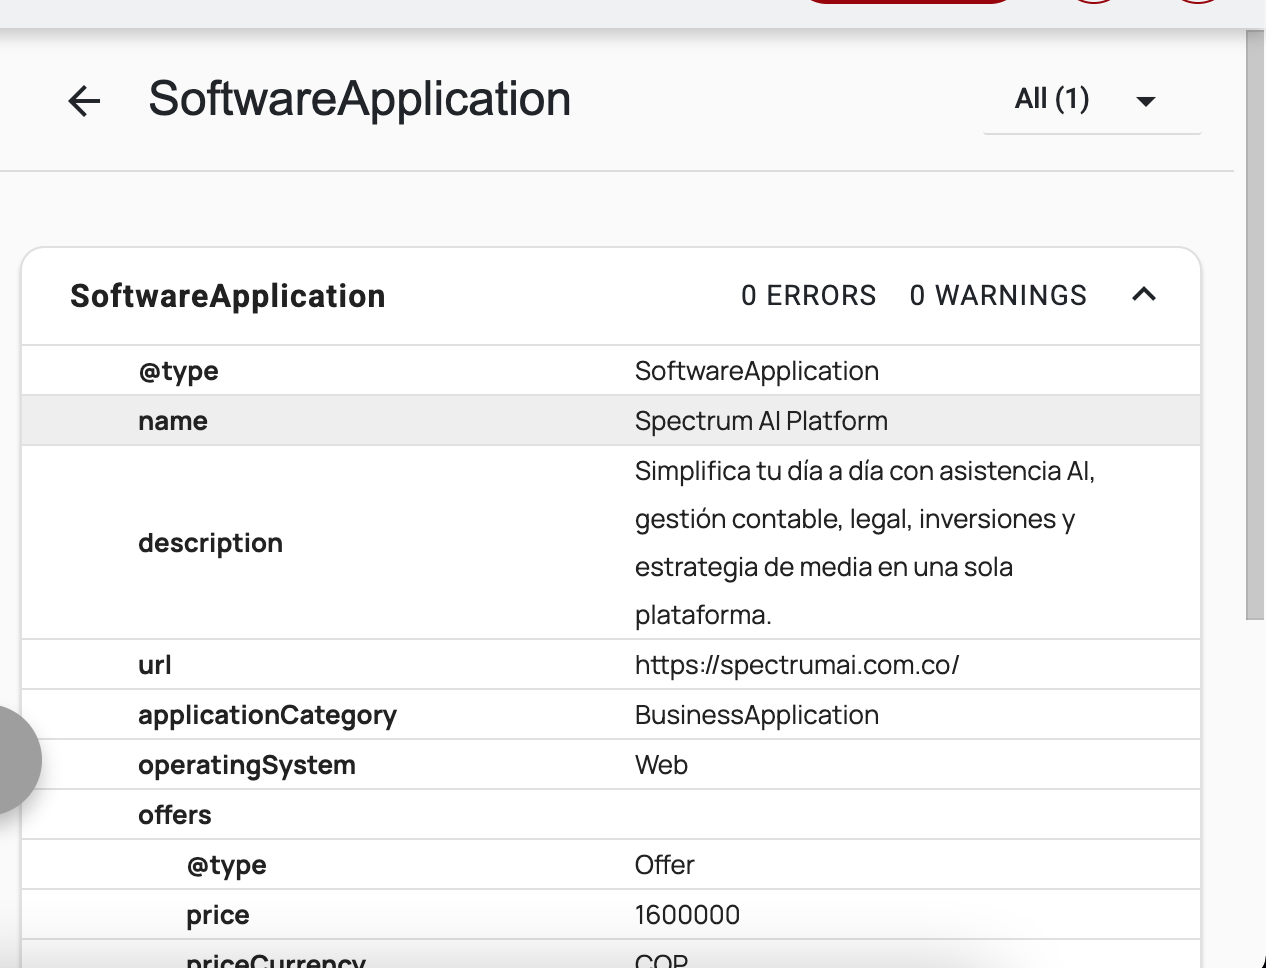 SoftwareApplication
All (1)
SoftwareApplication 0 ERRORS 0 WARNINGS
@type SoftwareApplication
name Spectrum AI Platform
description Simplifica tu día a día con asistencia AI,
gestión contable, legal, inversiones y
estrategia de media en una sola
plataforma.
url https://spectrumai.com.co/
applicationCategory BusinessApplication
operatingSystem Web
offers
@type Offer
price 1600000
priceCurrency COP